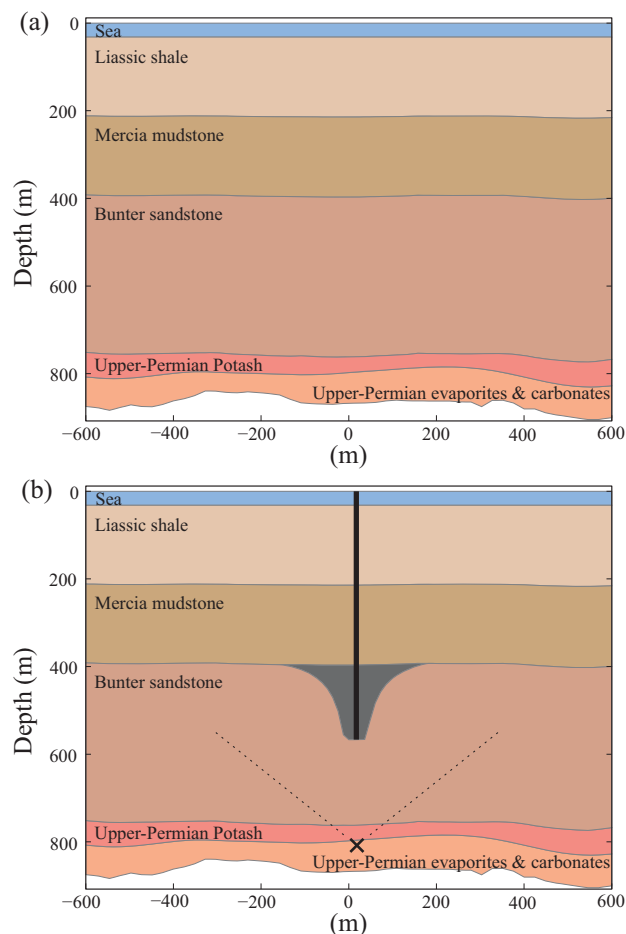 (a)
0
Sea
Liassic shale
200
Mercia mudstone
400
Bunter sandstone
Depth (m)
600
Upper-Permian Potash
800
Upper-Permian evaporites & carbonates
−600 −400 −200 0 200 400 600
(m)
(b)
0
Sea
Liassic shale
200
Mercia mudstone
400
Bunter sandstone
Depth (m)
600
Upper-Permian Potash
800
Upper-Permian evaporites & carbonates
−600 −400 −200 0 200 400 600
(m)